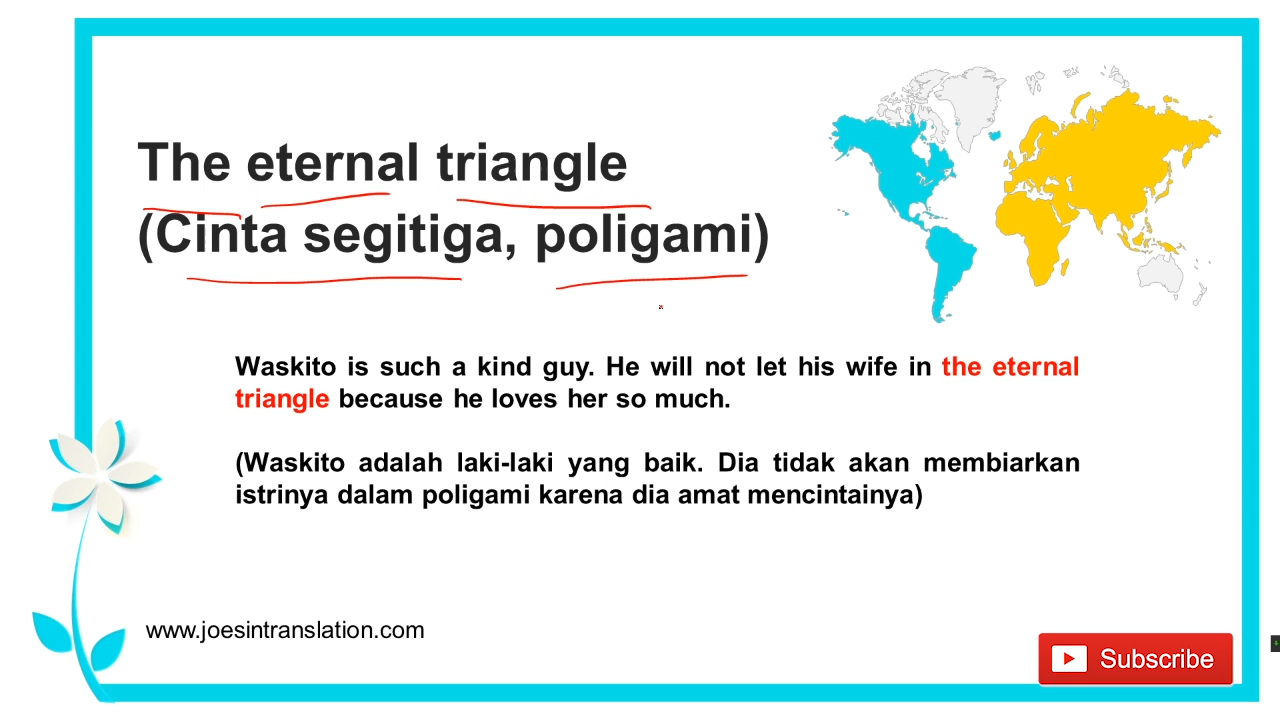 The eternal triangle
(Cinta segitiga, poligami)
Waskito is such a kind guy. He will not let his wife in the eternal
triangle because he loves her so much.
(Waskito adalah laki-laki yang baik. Dia tidak akan membiarkan
istrinya dalam poligami karena dia amat mencintainya)
www.joesintranslation.com
Subscribe